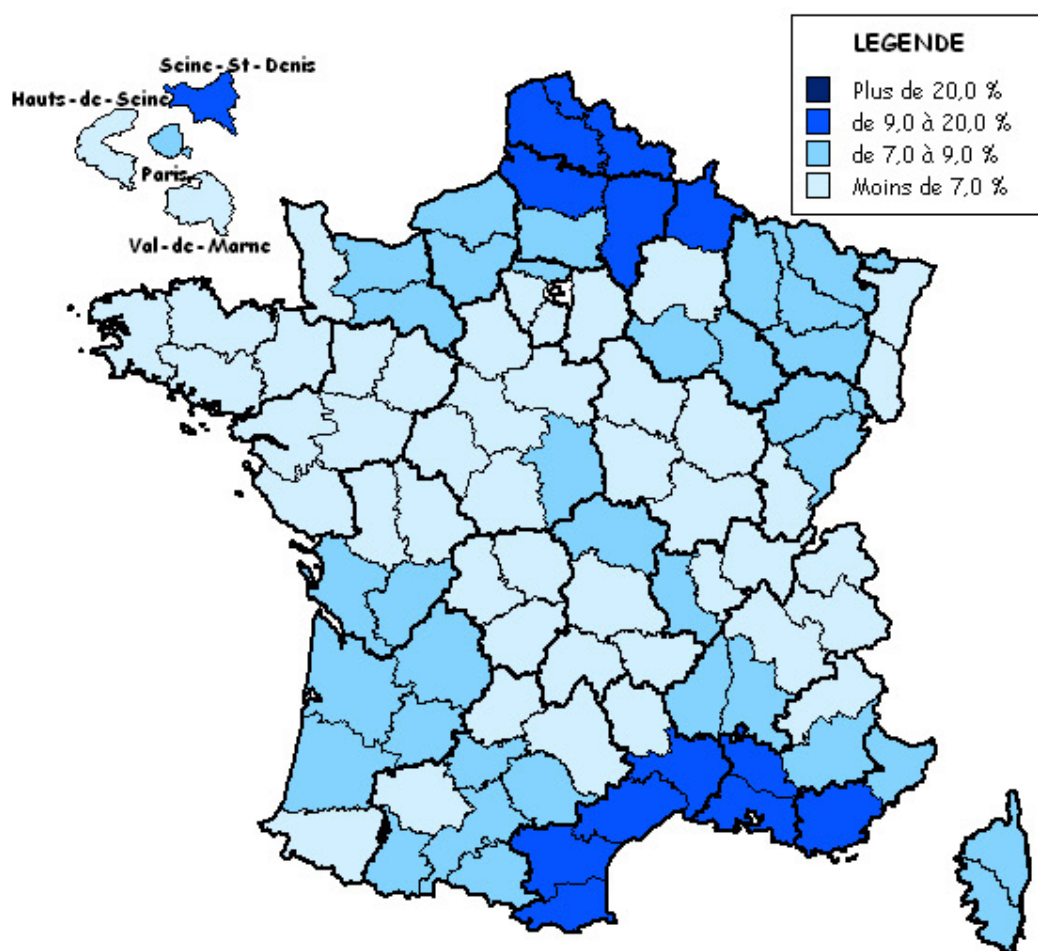 LEGENDE
Plus de 20,0 %
de 9,0 à 20,0 %
de 7,0 à 9,0 %
Moins de 7,0 %
Seine-St-Denis
Hauts-de-Seine
Paris
Val-de-Marne